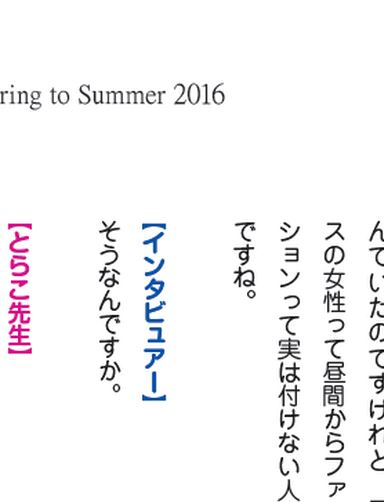 ring to Summer 2016
んでいたのですけれど
スの女性って昼間からファ
ションって実は付けない人
ですね。
【インタビュアー】
そうなんですか。
【とらこ先生】